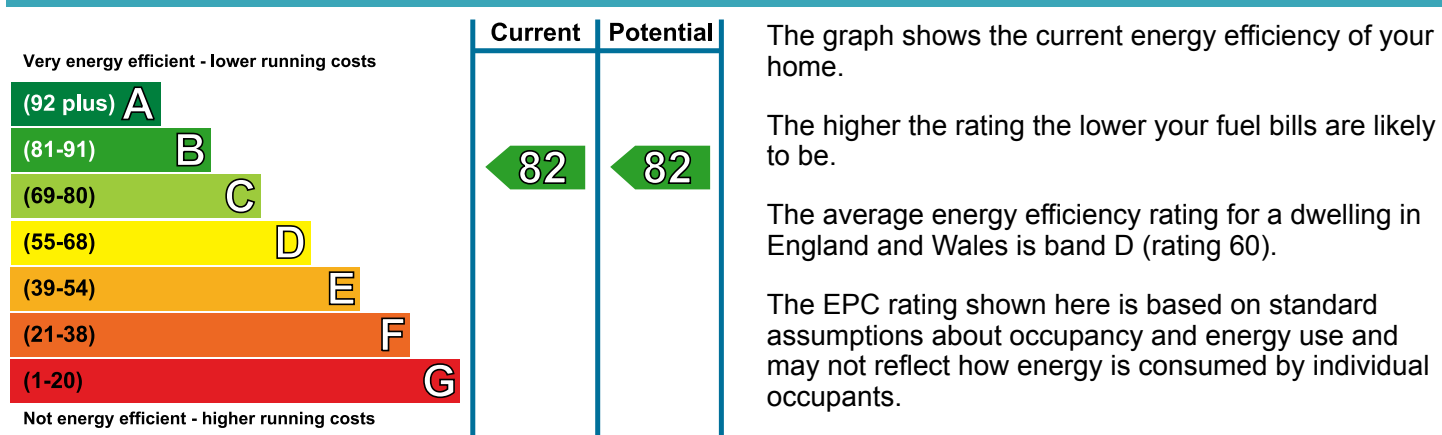 Current Potential
Very energy efficient - lower running costs
(92 plus) A
(81-91) B
(69-80) C
(55-68) D
(39-54) E
(21-38) F
(1-20) G
82 82
Not energy efficient - higher running costs
The graph shows the current energy efficiency of your
home.
The higher the rating the lower your fuel bills are likely
to be.
The average energy efficiency rating for a dwelling in
England and Wales is band D (rating 60).
The EPC rating shown here is based on standard
assumptions about occupancy and energy use and
may not reflect how energy is consumed by individual
occupants.